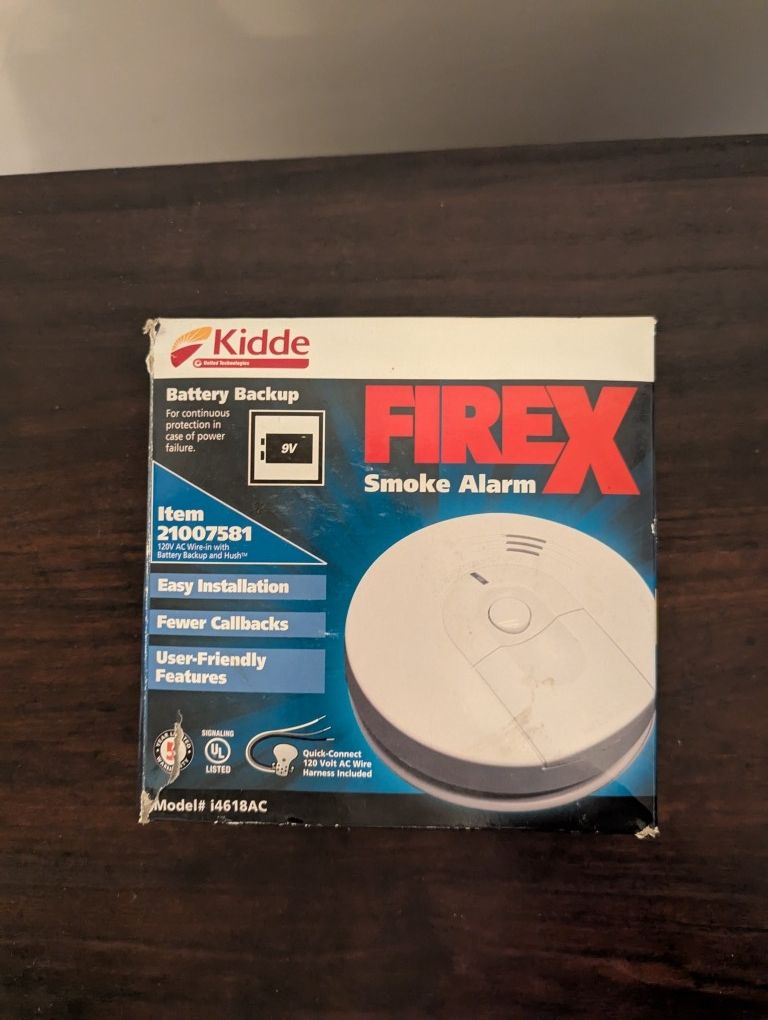 Kidde
United Technologies
Battery Backup
For continuous
protection in
case of power
failure.
9V
FIREX
Smoke Alarm
Item
21007581
120V AC Wire-in with
Battery Backup and Hush™
Easy Installation
Fewer Callbacks
User-Friendly
Features
SIGNALING
UL
LISTED
Quick-Connect
120 Volt AC Wire
Harness Included
Model# i4618AC